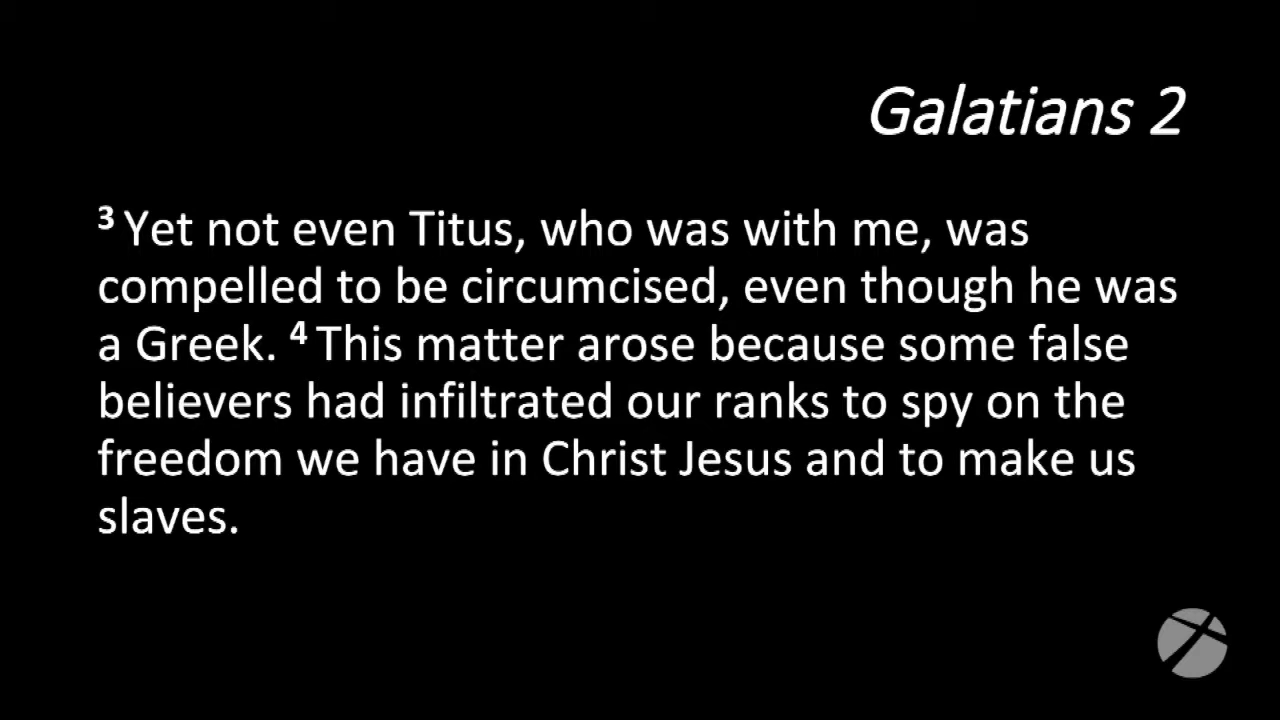 Galatians 2
³ Yet not even Titus, who was with me, was
compelled to be circumcised, even though he was
a Greek. ⁴ This matter arose because some false
believers had infiltrated our ranks to spy on the
freedom we have in Christ Jesus and to make us
slaves.